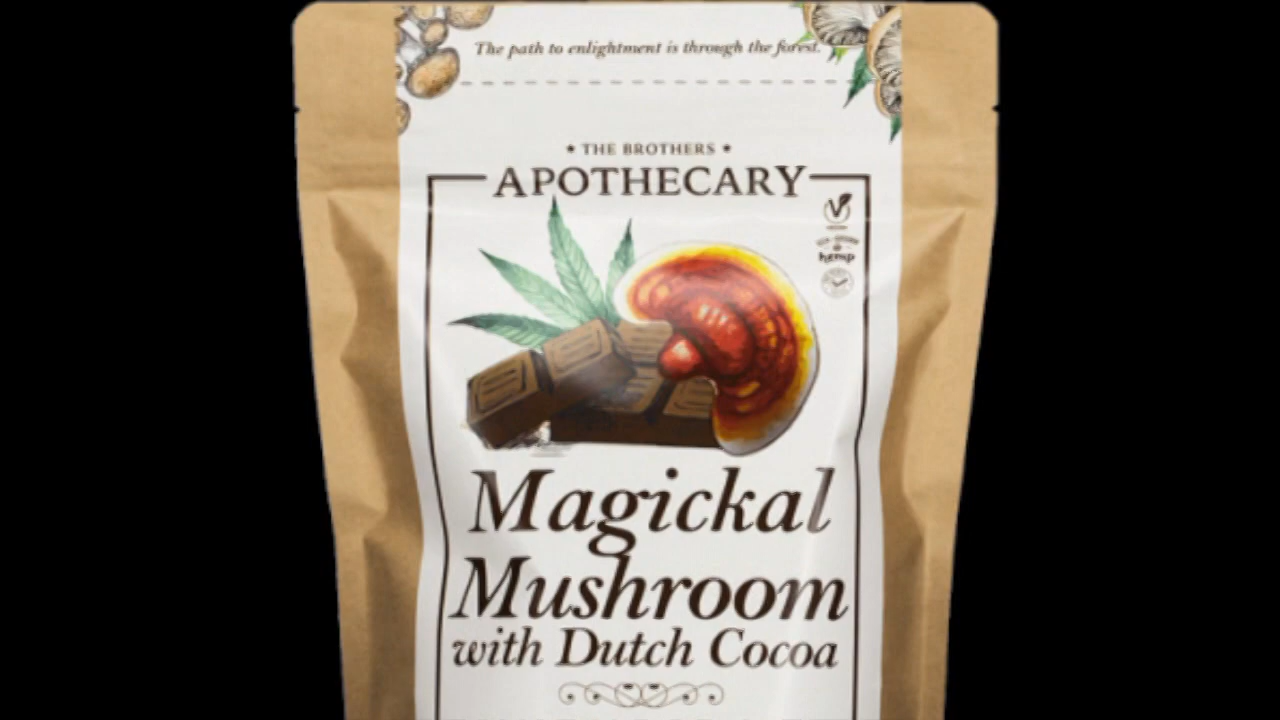 The path to enlightment is through the forest.
• THE BROTHERS •
APOTHECARY
hemp
Magickal
Mushroom
with Dutch Cocoa